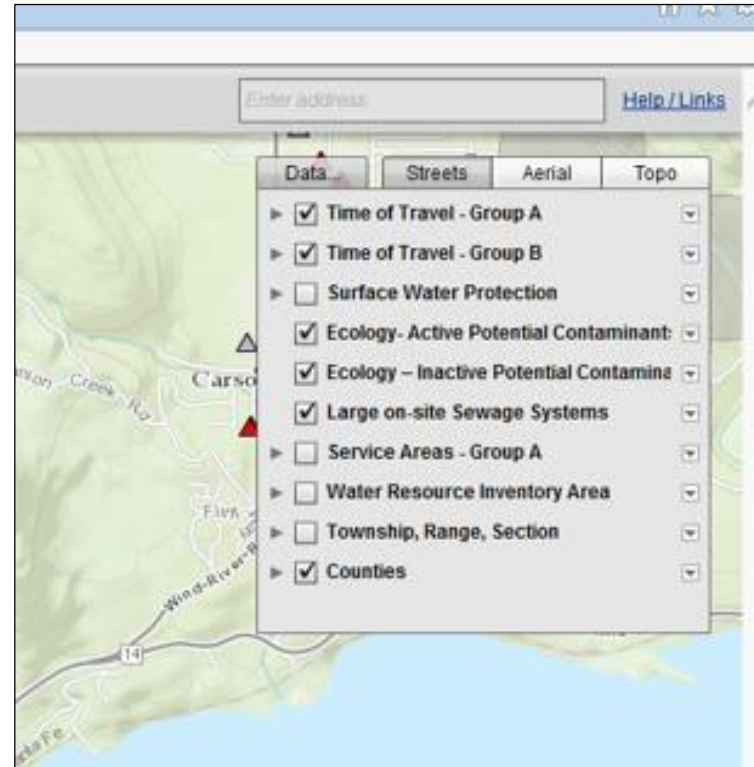 Enter address
Help / Links
Data...
Streets
Aerial
Topo
Time of Travel - Group A
Time of Travel - Group B
Surface Water Protection
Ecology- Active Potential Contaminant
Ecology – Inactive Potential Contamina
Large on-site Sewage Systems
Service Areas - Group A
Water Resource Inventory Area
Township, Range, Section
Counties
Carso
Creek Rd
Wind-River-R
14
ta Fe